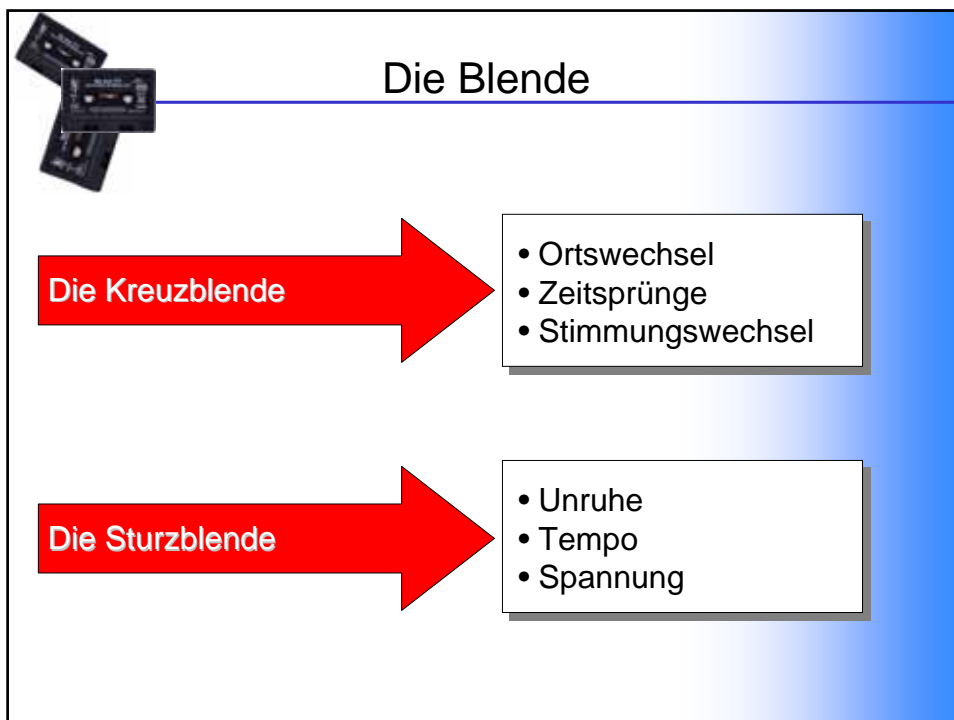 Die Blende
Die Kreuzblende
• Ortswechsel
• Zeitsprünge
• Stimmungswechsel
Die Sturzblende
• Unruhe
• Tempo
• Spannung